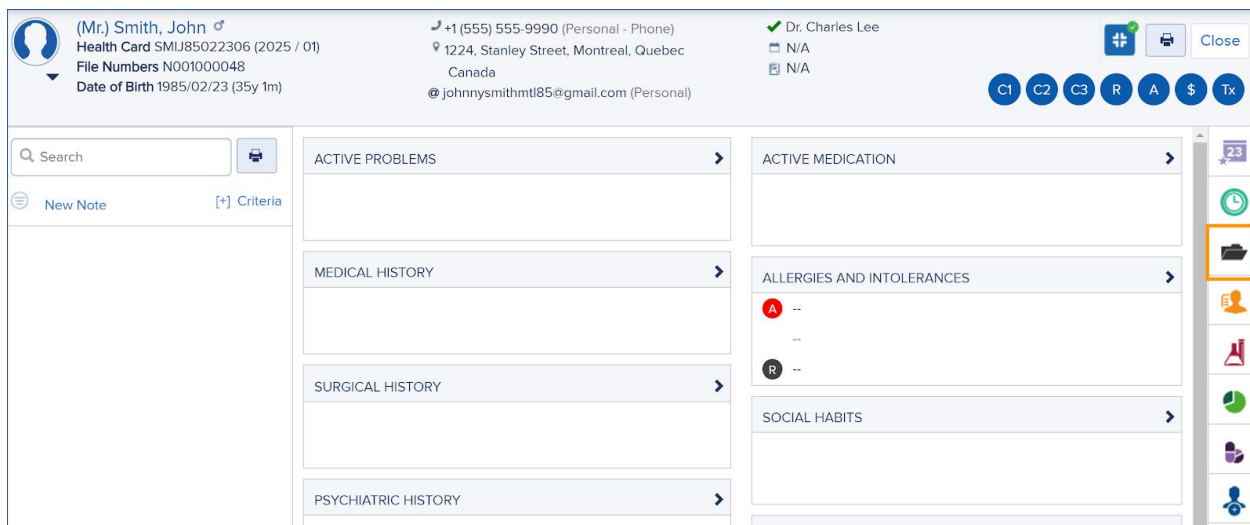 (Mr.) Smith, John
Health Card SMIJ85022306 (2025 / 01)
File Numbers N001000048
Date of Birth 1985/02/23 (35y 1m)
+1 (555) 555-9990 (Personal - Phone)
1224, Stanley Street, Montreal, Quebec
Canada
@ johnnysmithmtl85@gmail.com (Personal)
Dr. Charles Lee
N/A
N/A
Close
C1 C2 C3 R A $ Tx
Search
New Note [+] Criteria
ACTIVE PROBLEMS
MEDICAL HISTORY
SURGICAL HISTORY
PSYCHIATRIC HISTORY
ACTIVE MEDICATION
ALLERGIES AND INTOLERANCES
A --
--
R --
SOCIAL HABITS
23